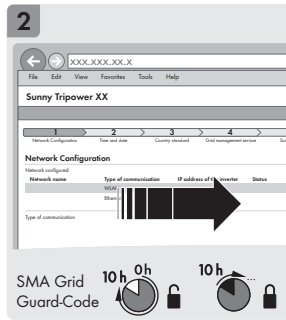 2
XXX.XXX.XX.X
File Edit View Favorites Tools Help
Sunny Tripower XX
1 2 3 4
Network Configuration Time and date Country standard Grid management service
Network Configuration
Network configured
Network name Type of communication IP address of the inverter Status
WLAN
Type of communication
10 h 0 h 10 h ...
SMA Grid
Guard-Code